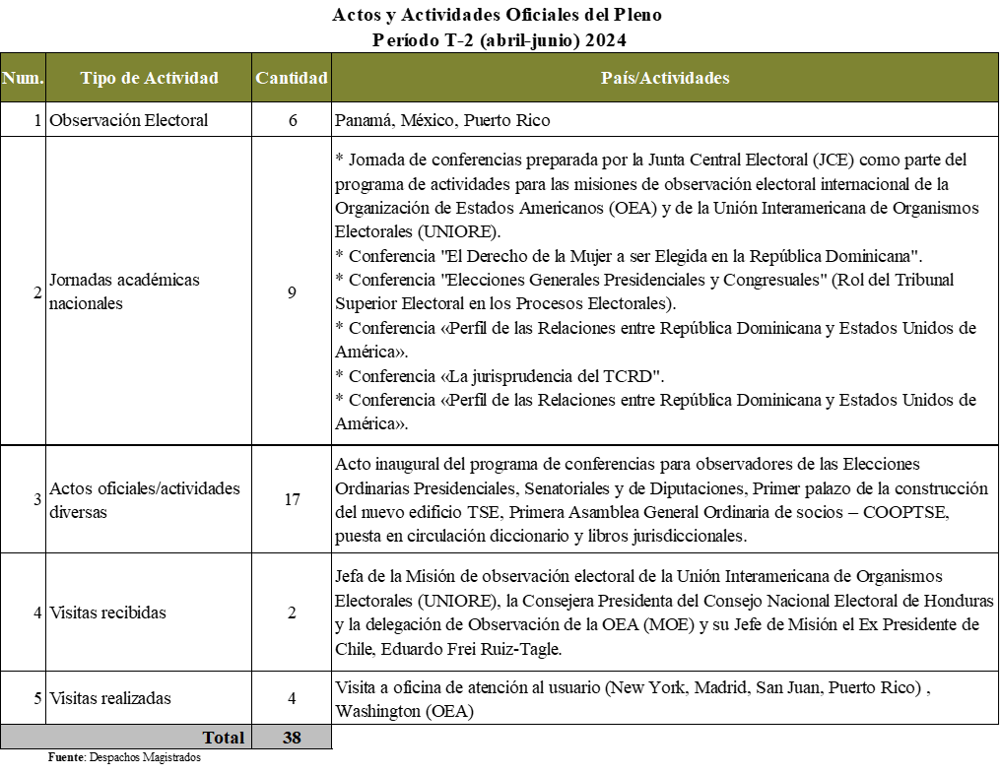 Actos y Actividades Oficiales del Pleno
Período T-2 (abril-junio) 2024
Num. Tipo de Actividad Cantidad País/Actividades
1 Observación Electoral 6 Panamá, México, Puerto Rico
2 Jornadas académicas nacionales 9
* Jornada de conferencias preparada por la Junta Central Electoral (JCE) como parte del
programa de actividades para las misiones de observación electoral internacional de la
Organización de Estados Americanos (OEA) y de la Unión Interamericana de Organismos
Electorales (UNIORE).
* Conferencia "El Derecho de la Mujer a ser Elegida en la República Dominicana".
* Conferencia "Elecciones Generales Presidenciales y Congresuales" (Rol del Tribunal
Superior Electoral en los Procesos Electorales).
* Conferencia «Perfil de las Relaciones entre República Dominicana y Estados Unidos de
América».
* Conferencia «La jurisprudencia del TCRD".
* Conferencia «Perfil de las Relaciones entre República Dominicana y Estados Unidos de
América».
3 Actos oficiales/actividades diversas 17
Acto inaugural del programa de conferencias para observadores de las Elecciones
Ordinarias Presidenciales, Senatoriales y de Diputaciones, Primer palazo de la construcción
del nuevo edificio TSE, Primera Asamblea General Ordinaria de socios – COOPTSE,
puesta en circulación diccionario y libros jurisdiccionales.
4 Visitas recibidas 2
Jefa de la Misión de observación electoral de la Unión Interamericana de Organismos
Electorales (UNIORE), la Consejera Presidenta del Consejo Nacional Electoral de Honduras
y la delegación de Observación de la OEA (MOE) y su Jefe de Misión el Ex Presidente de
Chile, Eduardo Frei Ruiz-Tagle.
5 Visitas realizadas 4
Visita a oficina de atención al usuario (New York, Madrid, San Juan, Puerto Rico) ,
Washington (OEA)
Total 38
Fuente: Despachos Magistrados